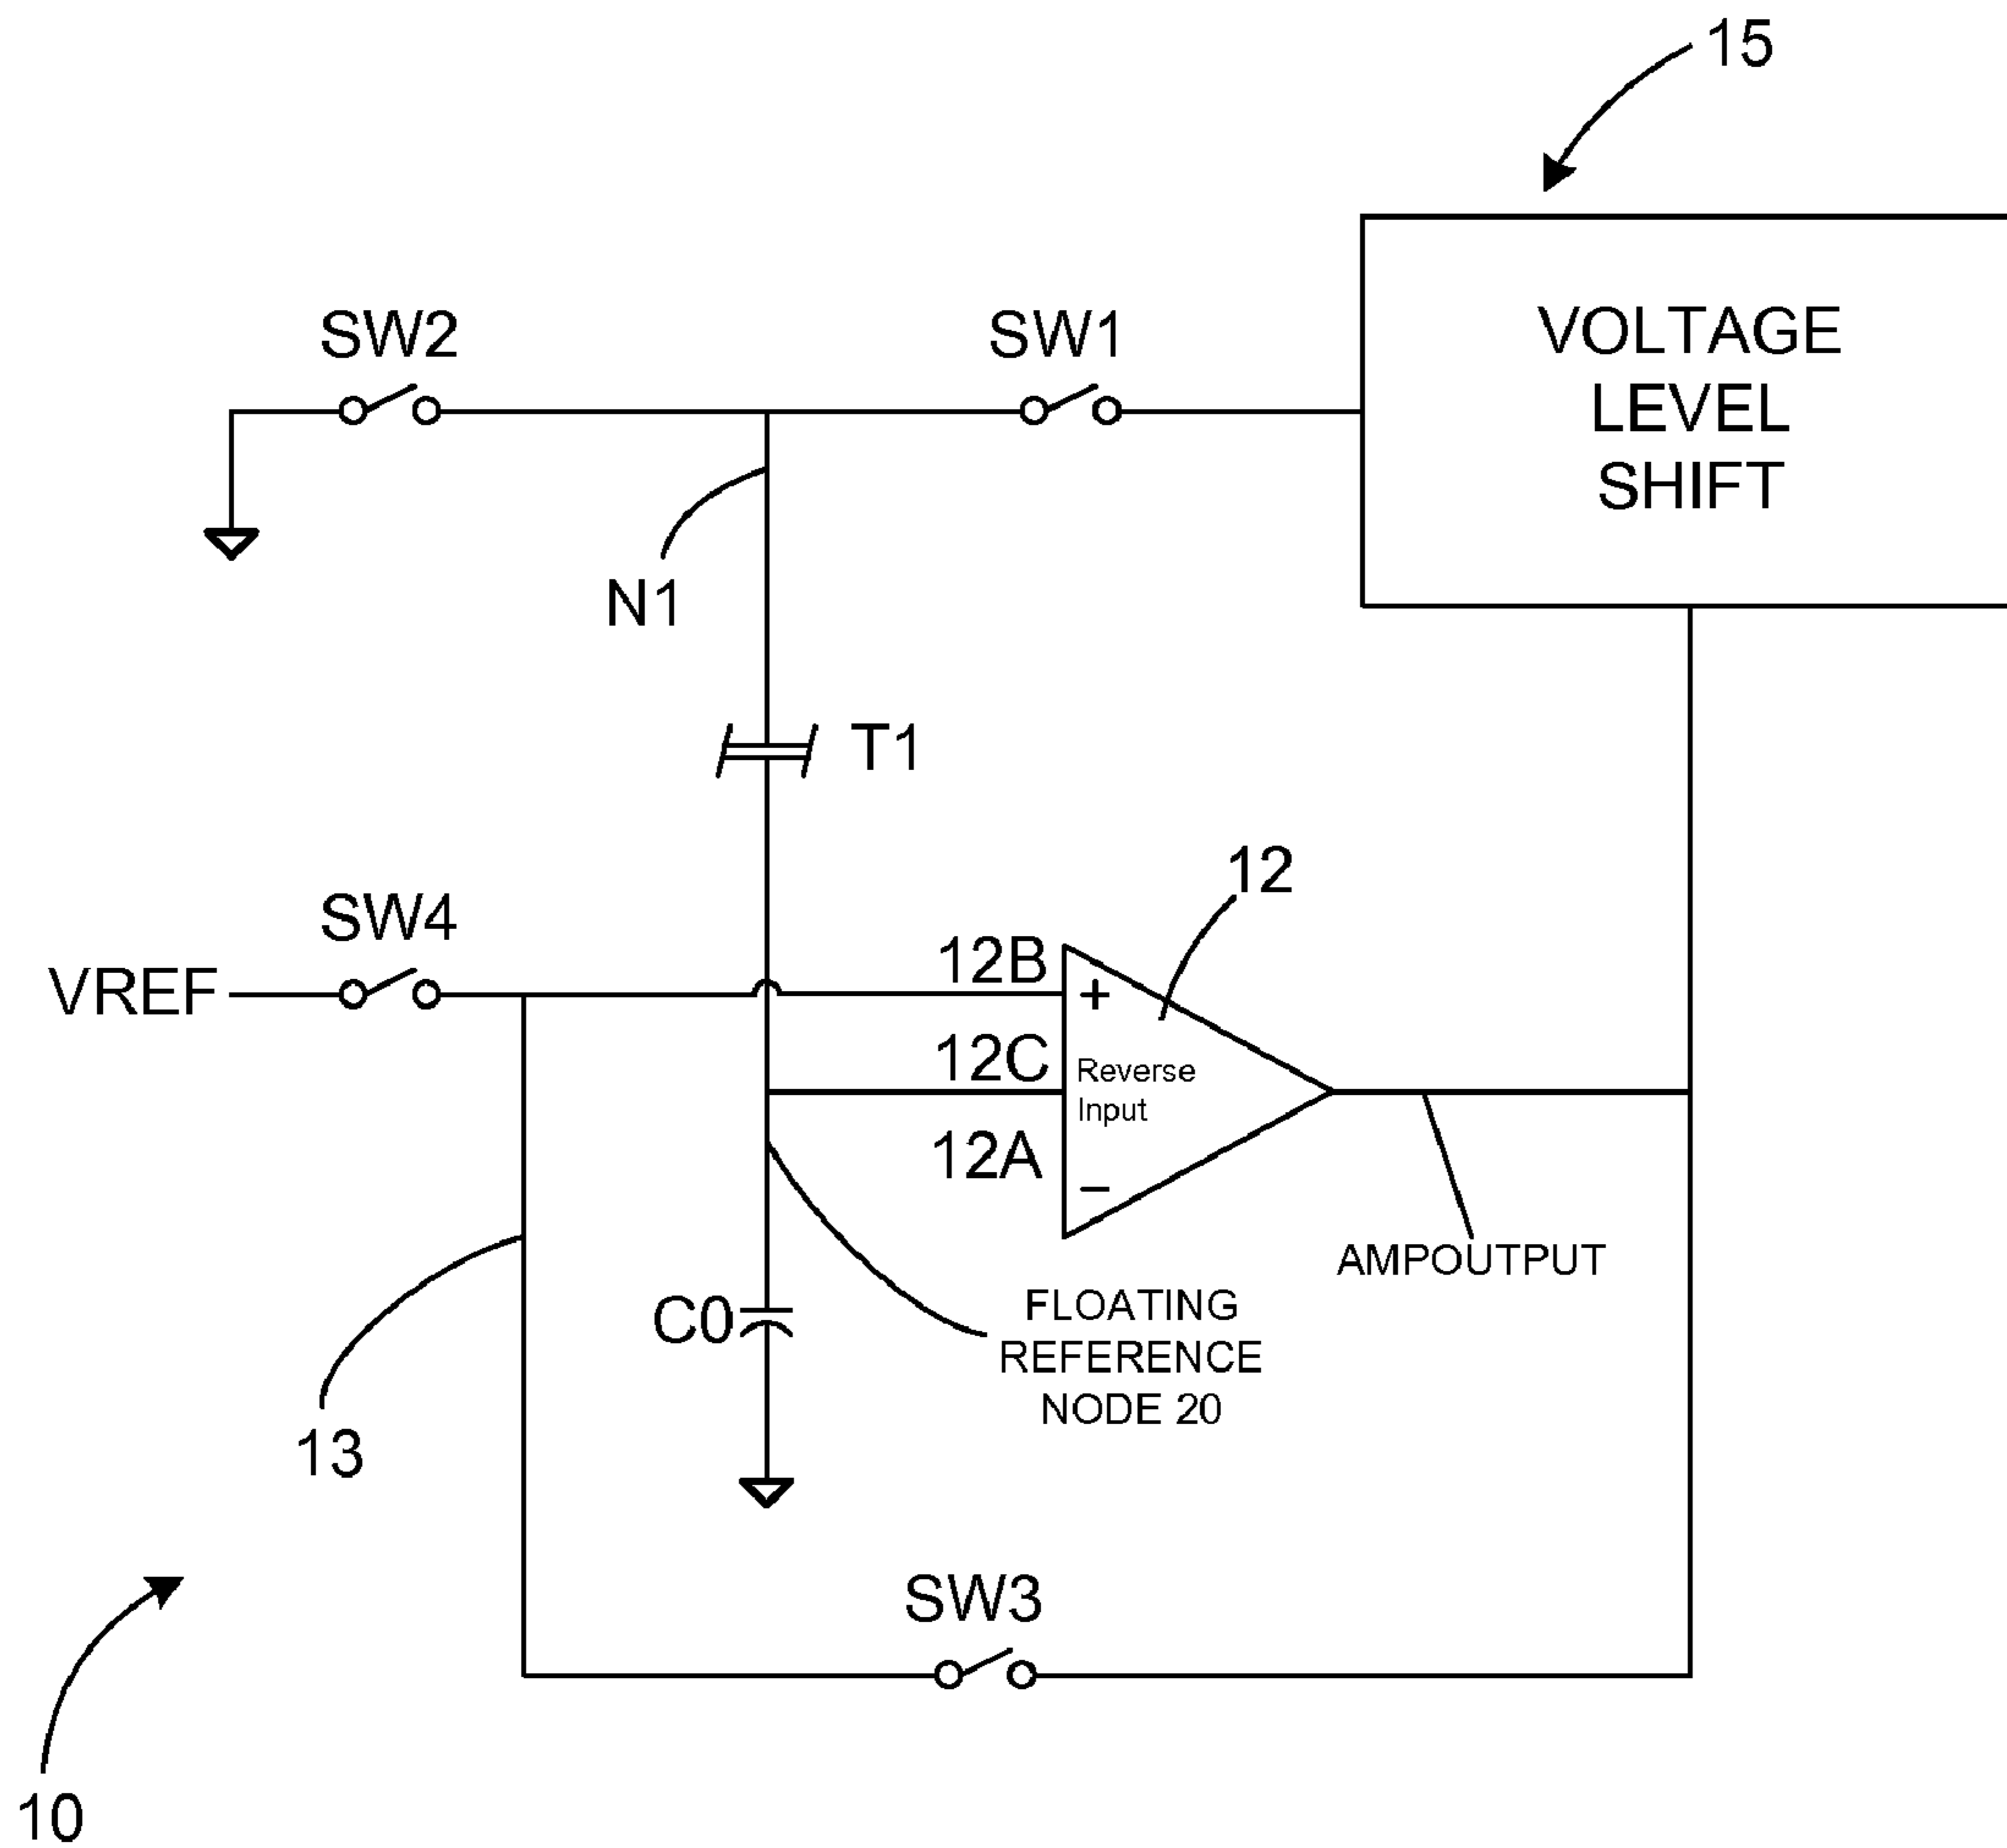 15
SW2
SW1
VOLTAGE
LEVEL
SHIFT
N1
T1
12
SW4
VREF
12B
+
12C
Reverse
Input
12A
−
AMPOUTPUT
C0
FLOATING
REFERENCE
NODE 20
13
SW3
10